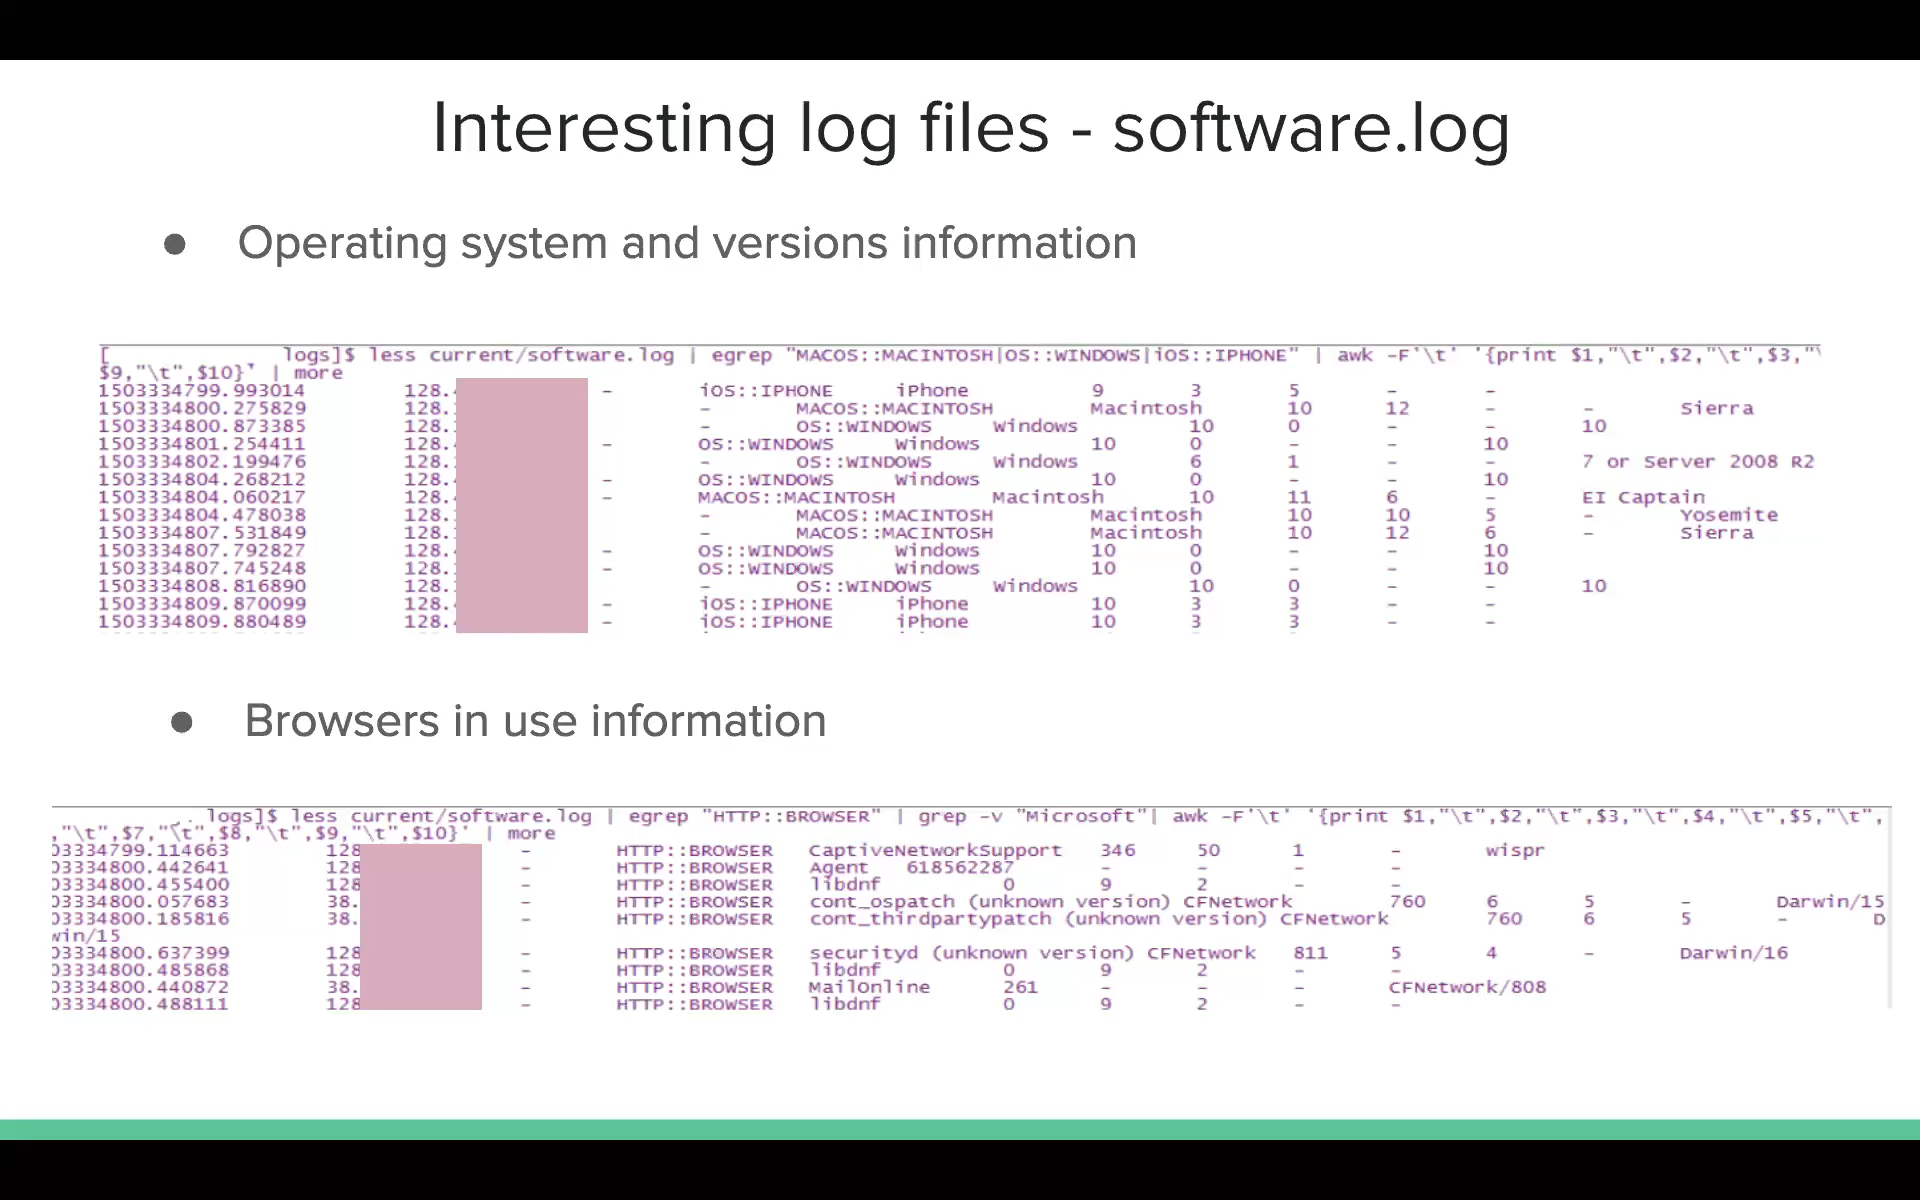 Interesting log files - software.log
● Operating system and versions information
[ logs]$ less current/software.log | egrep "MACOS::MACINTOSH|OS::WINDOWS|iOS::IPHONE" | awk -F'\t' '{print $1,"\t",$2,"\t",$3,"\
$9,"\t",$10}' | more
1503334799.993014 128. - iOS::IPHONE iPhone 9 3 5 - -
1503334800.275829 128. - MACOS::MACINTOSH Macintosh 10 12 - - Sierra
1503334800.873385 128. - OS::WINDOWS Windows 10 0 - - 10
1503334801.254411 128. - OS::WINDOWS Windows 10 0 - - 10
1503334802.199476 128. - OS::WINDOWS Windows 6 1 - - 7 or Server 2008 R2
1503334804.268212 128. - OS::WINDOWS Windows 10 0 - - 10
1503334804.060217 128. - MACOS::MACINTOSH Macintosh 10 11 6 - EI Captain
1503334804.478038 128. - MACOS::MACINTOSH Macintosh 10 10 5 - Yosemite
1503334807.531849 128. - MACOS::MACINTOSH Macintosh 10 12 6 - Sierra
1503334807.792827 128. - OS::WINDOWS Windows 10 0 - - 10
1503334807.745248 128. - OS::WINDOWS Windows 10 0 - - 10
1503334808.816890 128. - OS::WINDOWS Windows 10 0 - - 10
1503334809.870099 128. - iOS::IPHONE iPhone 10 3 3 - -
1503334809.880489 128. - iOS::IPHONE iPhone 10 3 3 - -
● Browsers in use information
logs]$ less current/software.log | egrep "HTTP::BROWSER" | grep -v "Microsoft"| awk -F'\t' '{print $1,"\t",$2,"\t",$3,"\t",$4,"\t",$5,"\t",
,"\t",$7,"\t",$8,"\t",$9,"\t",$10}' | more
03334799.114663 128 - HTTP::BROWSER CaptiveNetworkSupport 346 50 1 - wispr
03334800.442641 128 - HTTP::BROWSER Agent 618562287 - - - -
03334800.455400 128 - HTTP::BROWSER libdnf 0 9 2 - -
03334800.057683 38. - HTTP::BROWSER cont_ospatch (unknown version) CFNetwork 760 6 5 - Darwin/15
03334800.185816 38. - HTTP::BROWSER cont_thirdpartypatch (unknown version) CFNetwork 760 6 5 - D
win/15
03334800.637399 128 - HTTP::BROWSER securityd (unknown version) CFNetwork 811 5 4 - Darwin/16
03334800.485868 128 - HTTP::BROWSER libdnf 0 9 2 - -
03334800.440872 38. - HTTP::BROWSER MailOnline 261 - - - CFNetwork/808
03334800.488111 128 - HTTP::BROWSER libdnf 0 9 2 - -